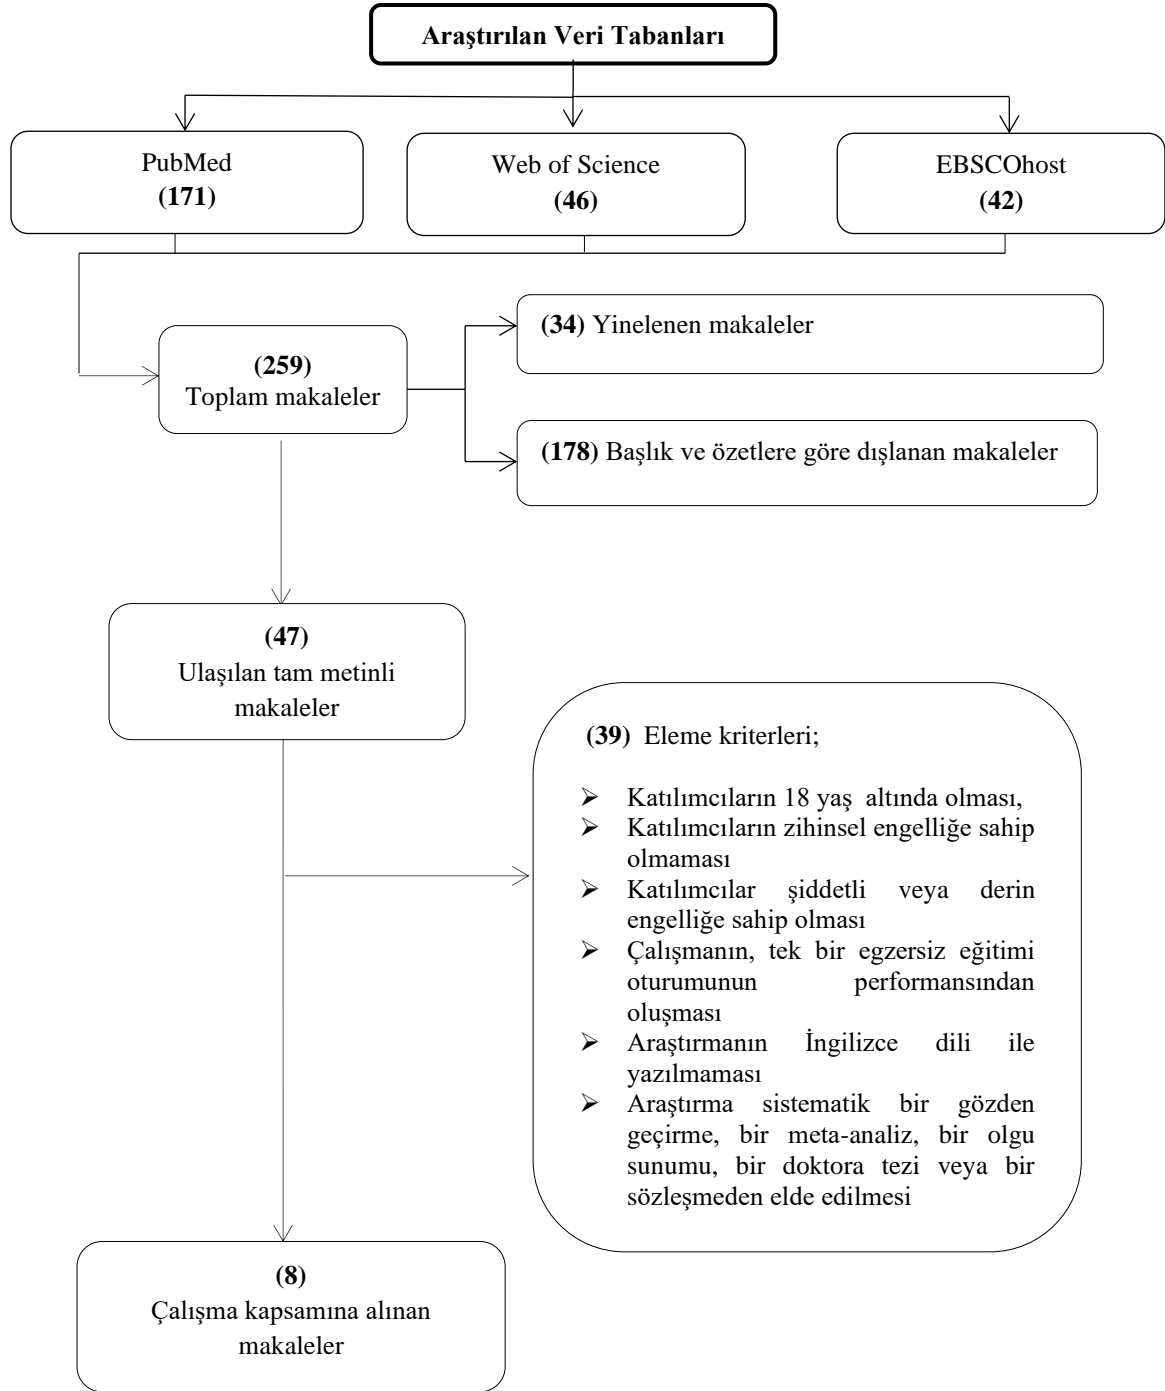 Araştırılan Veri Tabanları
PubMed
(171)
Web of Science
(46)
EBSCOhost
(42)
(259)
Toplam makaleler
(34) Yinelenen makaleler
(178) Başlık ve özetlere göre dışlanan makaleler
(47)
Ulaşılan tam metinli
makaleler
(39) Eleme kriterleri;
➢ Katılımcıların 18 yaş altında olması,
➢ Katılımcıların zihinsel engelliğe sahip
olmaması
➢ Katılımcılar şiddetli veya derin
engelliğe sahip olması
➢ Çalışmanın, tek bir egzersiz eğitimi
oturumunun performansından
oluşması
➢ Araştırmanın İngilizce dili ile
yazılmaması
➢ Araştırma sistematik bir gözden
geçirme, bir meta-analiz, bir olgu
sunumu, bir doktora tezi veya bir
sözleşmeden elde edilmesi
(8)
Çalışma kapsamına alınan
makaleler